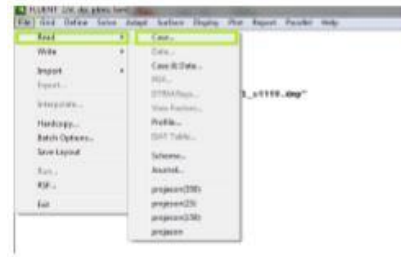 File Grid Define Solve Adapt Surface Display Plot Report Parallel Help
Read
Write
Import
Export...
Interpolate...
Hardcopy...
Batch Options...
Save Layout
Run...
RSF...
Exit
Case...
Data...
Case & Data...
PDF...
DTRM Rays...
View Factors...
Profile...
ISAT Table...
Scheme...
Journal...